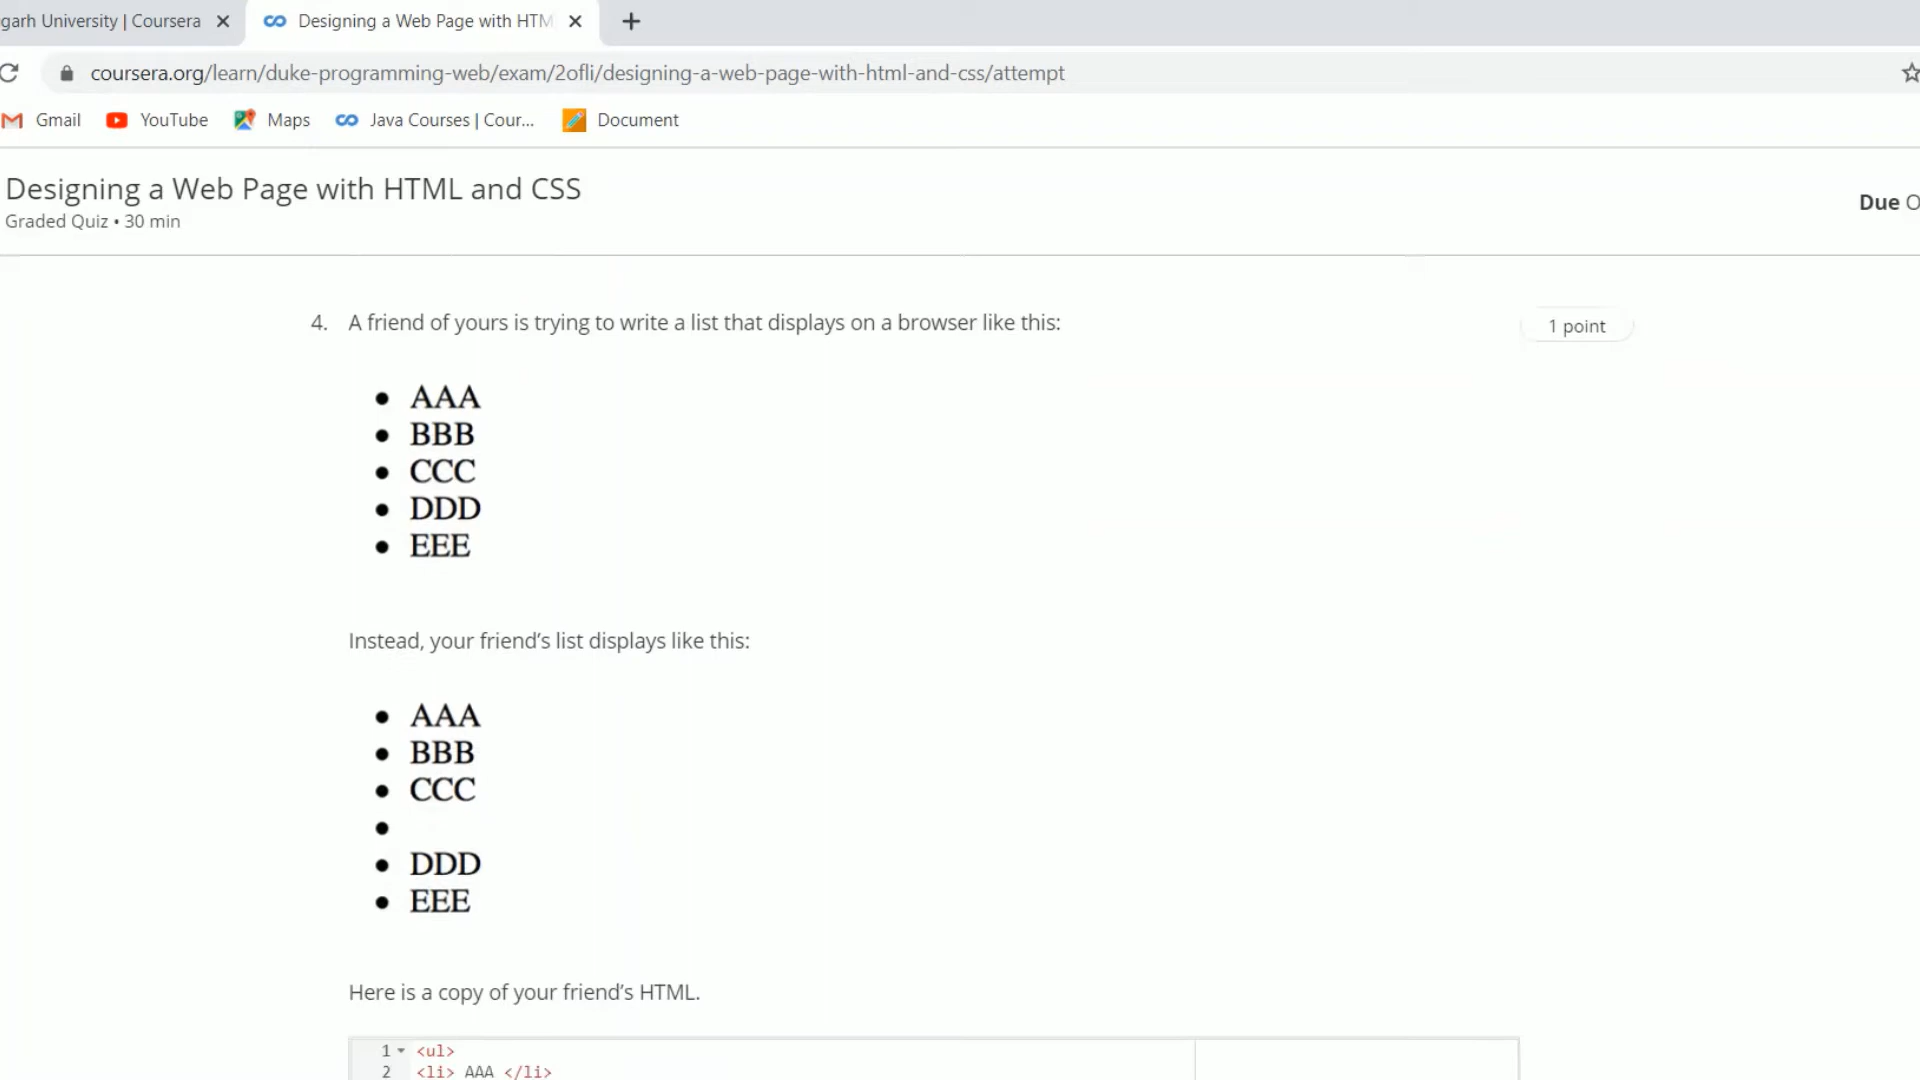 garh University | Coursera
Designing a Web Page with HTM
coursera.org/learn/duke-programming-web/exam/2ofli/designing-a-web-page-with-html-and-css/attempt
Gmail YouTube Maps Java Courses | Cour... Document
Designing a Web Page with HTML and CSS
Graded Quiz • 30 min
Due O
4. A friend of yours is trying to write a list that displays on a browser like this:
1 point
• AAA
• BBB
• CCC
• DDD
• EEE
Instead, your friend's list displays like this:
• AAA
• BBB
• CCC
•
• DDD
• EEE
Here is a copy of your friend's HTML.
1 <ul>
2 <li> AAA </li>